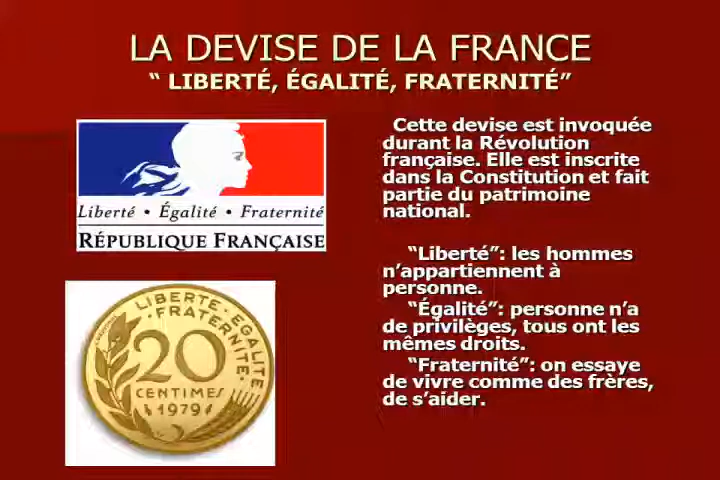 LA DEVISE DE LA FRANCE
“ LIBERTÉ, ÉGALITÉ, FRATERNITÉ”
Liberté • Égalité • Fraternité
RÉPUBLIQUE FRANÇAISE
LIBERTE · EGALITE
· FRATERNITE ·
20
CENTIMES
1979
Cette devise est invoquée
durant la Révolution
française. Elle est inscrite
dans la Constitution et fait
partie du patrimoine
national.
“Liberté”: les hommes
n’appartiennent à
personne.
“Égalité”: personne n’a
de privilèges, tous ont les
mêmes droits.
“Fraternité”: on essaye
de vivre comme des frères,
de s’aider.